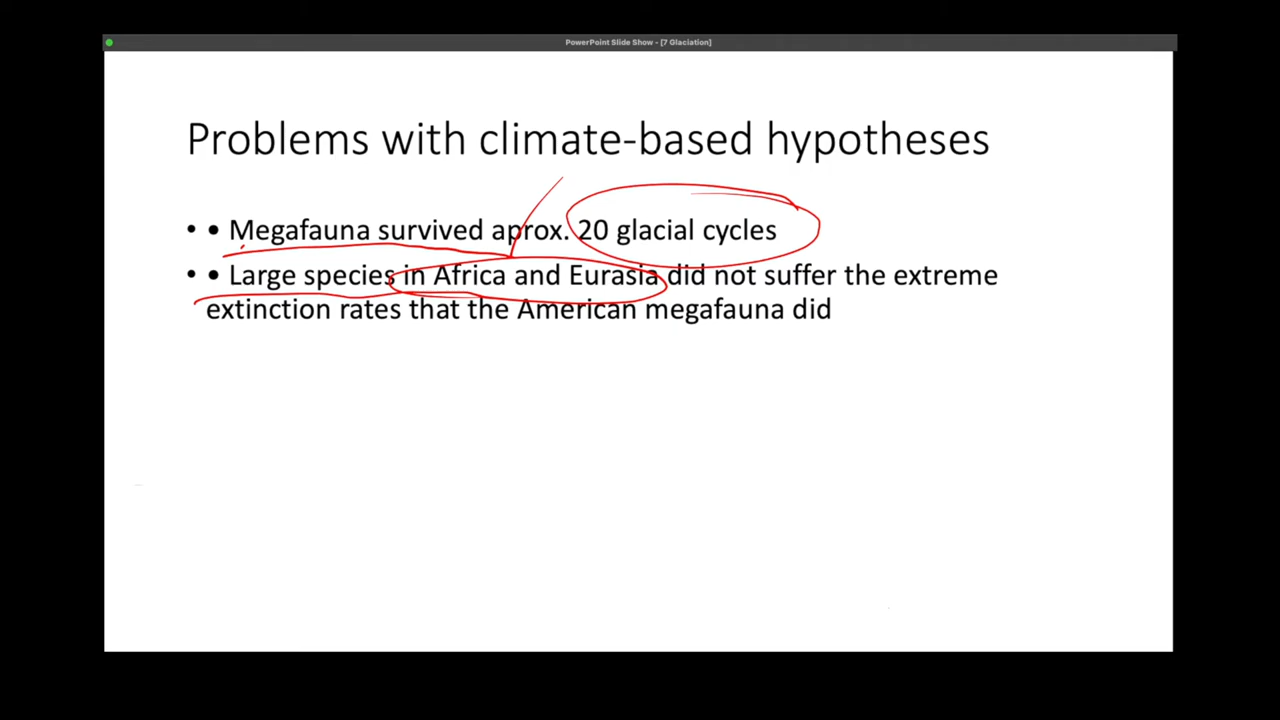 PowerPoint Slide Show - [7 Glaciation]
Problems with climate-based hypotheses
• • Megafauna survived aprox. 20 glacial cycles
• • Large species in Africa and Eurasia did not suffer the extreme
extinction rates that the American megafauna did